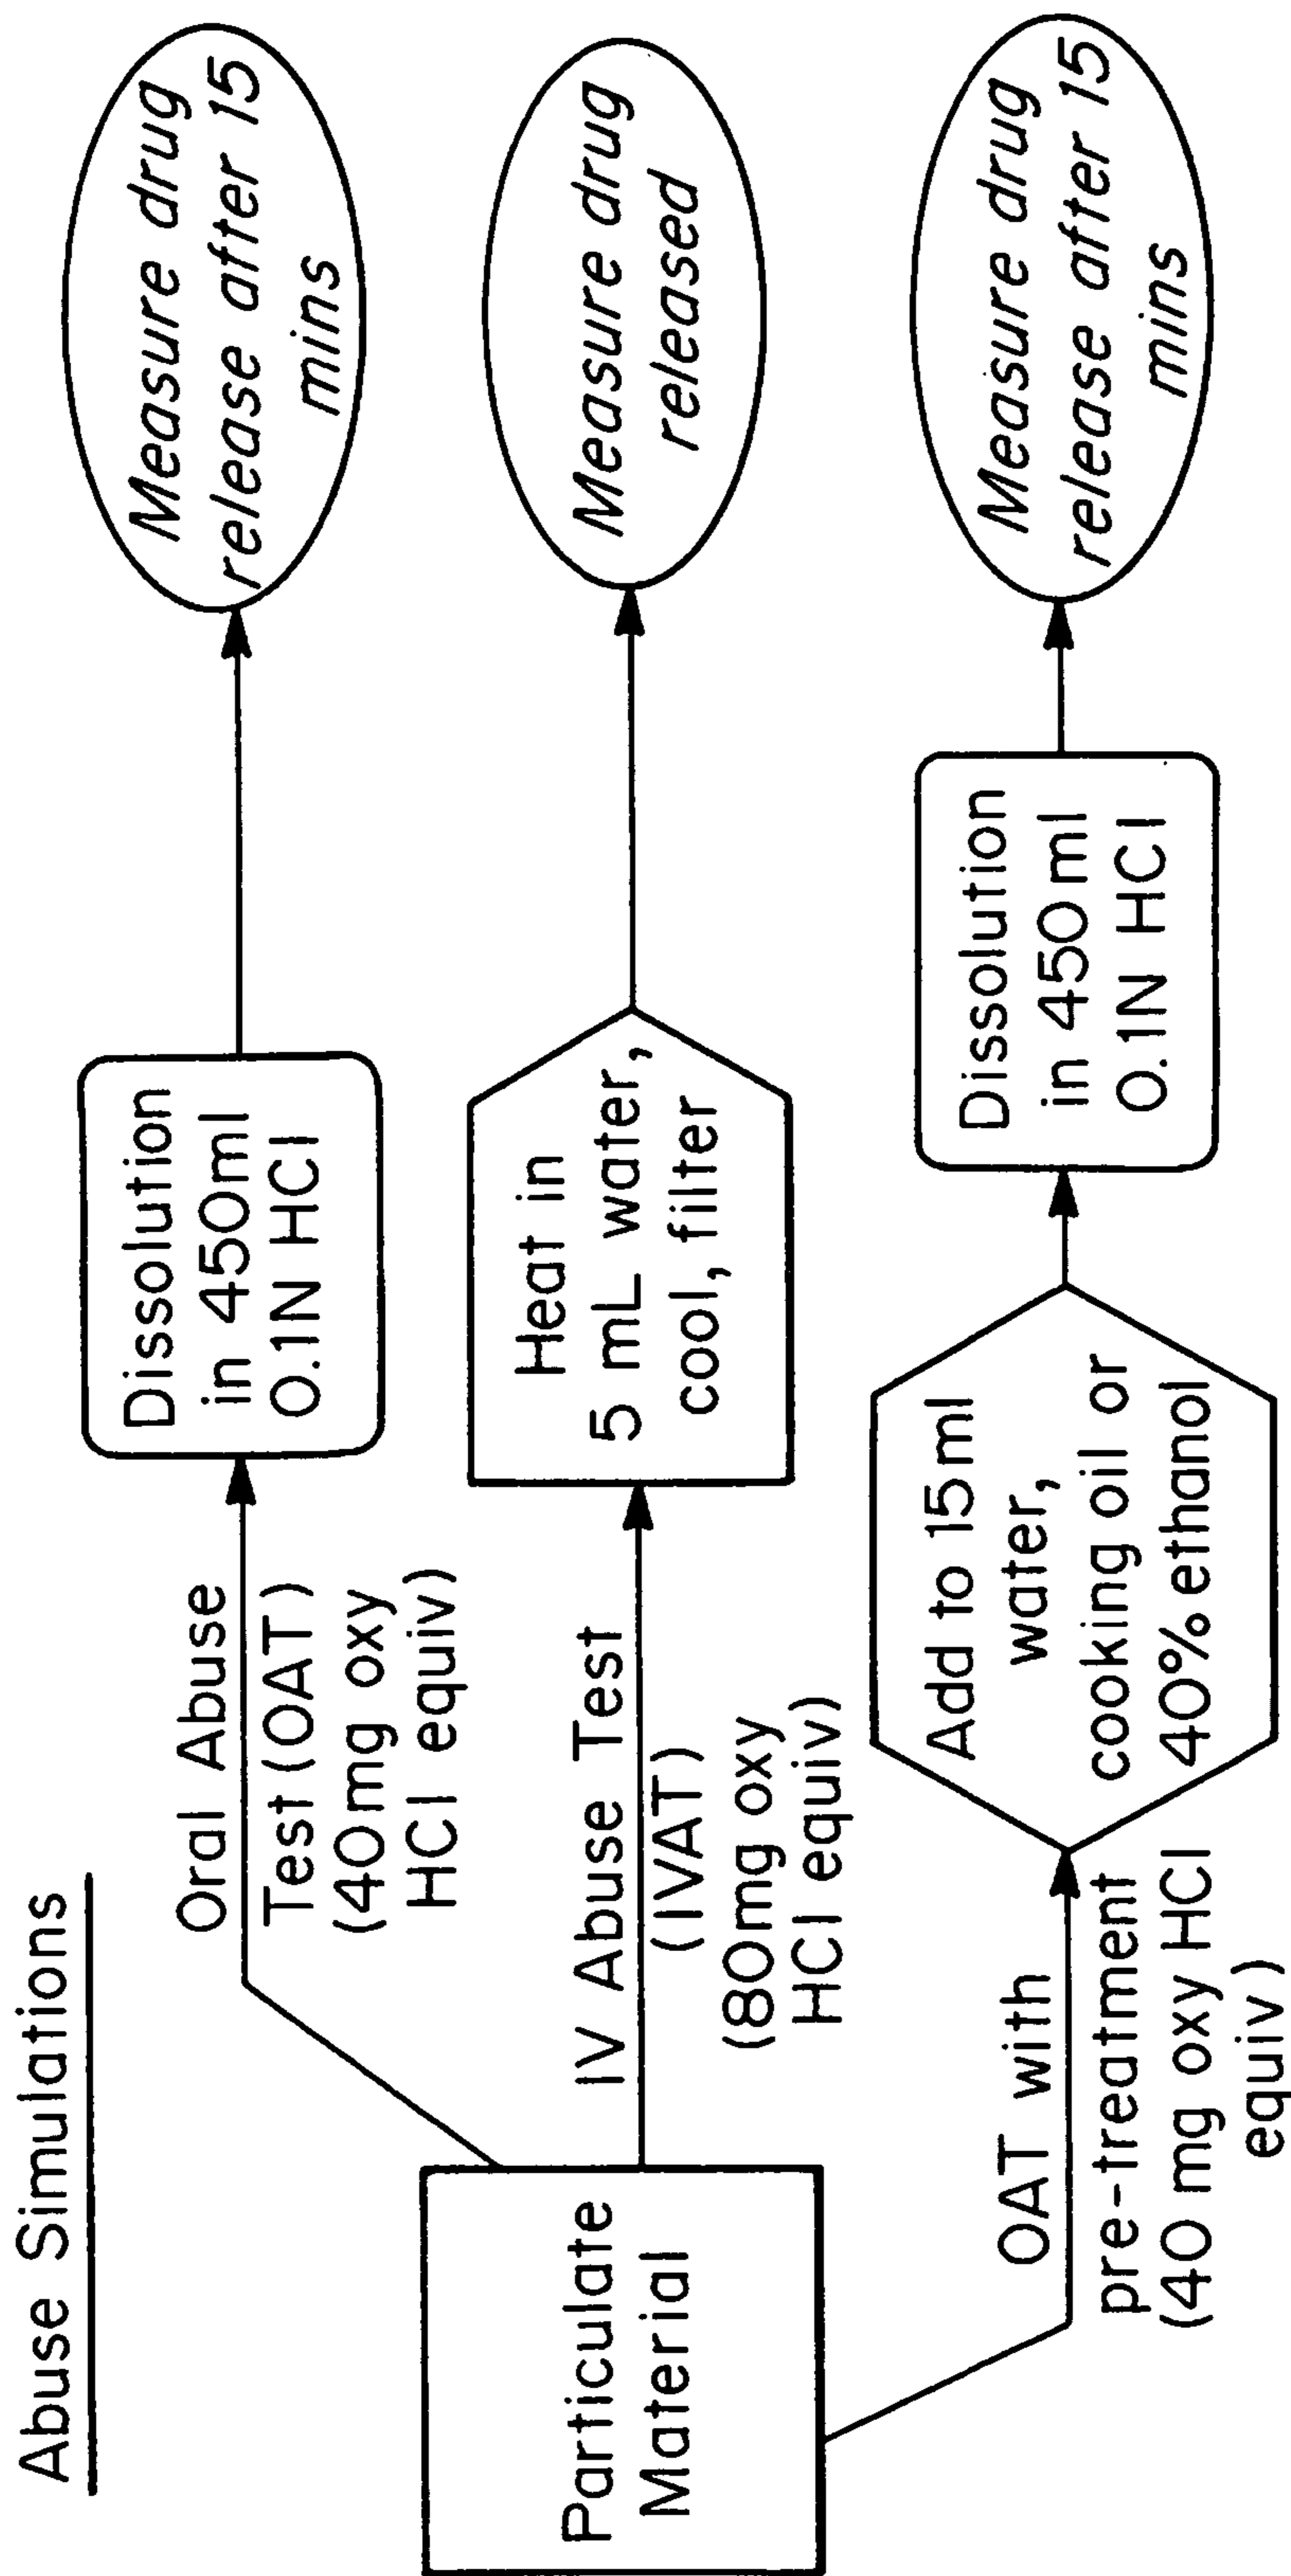 Abuse Simulations
Particulate
Material
Oral Abuse
Test (OAT)
(40mg oxy
HCl equiv)
Dissolution
in 450ml
0.1N HCl
Measure drug
release after 15
mins
IV Abuse Test
(IVAT)
(80mg oxy
HCl equiv)
Heat in
5 mL water,
cool, filter
Measure drug
released
OAT with
pre-treatment
(40 mg oxy HCl
equiv)
Add to 15ml
water,
cooking oil or
40% ethanol
Dissolution
in 450 ml
0.1N HCl
Measure drug
release after 15
mins